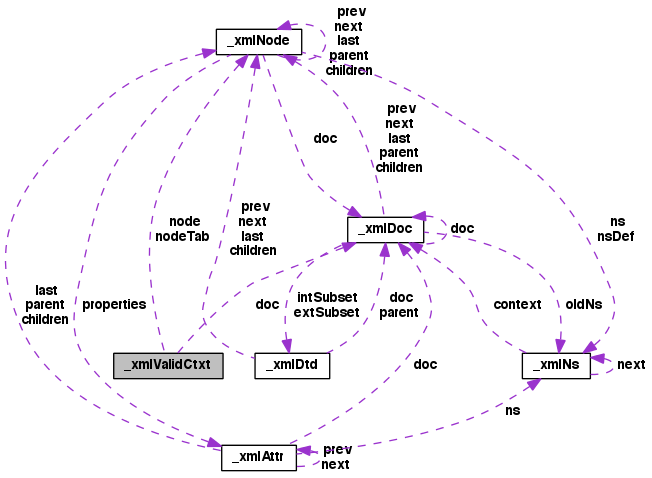 prev
next
last
parent
children
_xmlNode
prev
next
last
parent
children
doc
ns
nsDef
node
nodeTab
prev
next
last
children
_xmlDoc
doc
last
parent
children
properties
doc
intSubset
extSubset
doc
parent
context
oldNs
_xmlValidCtxt
_xmlDtd
doc
_xmlNs
next
ns
_xmlAttr
prev
next